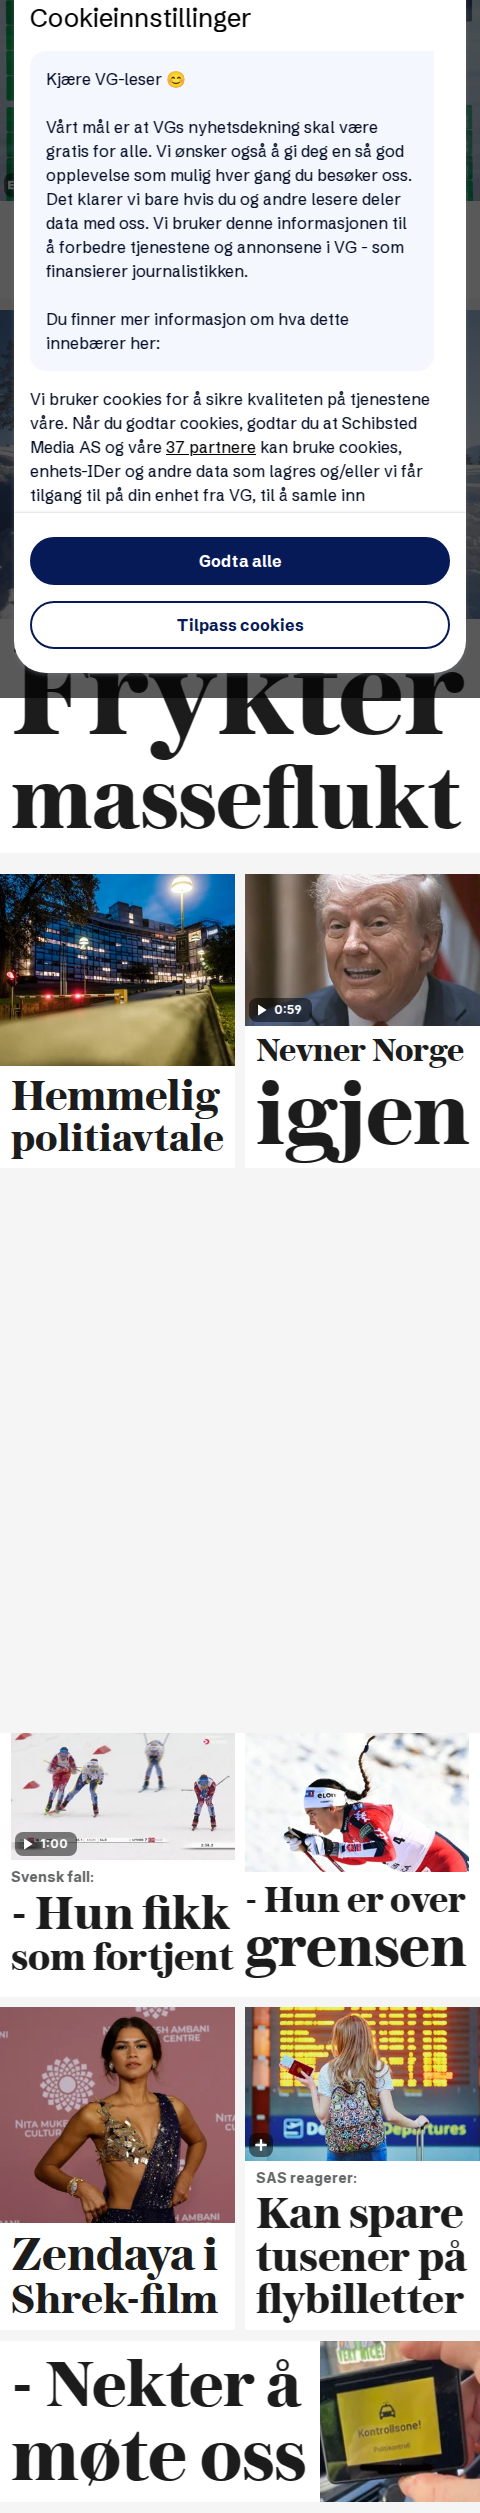 Cookieinnstillinger
Kjære VG-leser 😊
Vårt mål er at VGs nyhetsdekning skal være
gratis for alle. Vi ønsker også å gi deg en så god
opplevelse som mulig hver gang du besøker oss.
Det klarer vi bare hvis du og andre lesere deler
data med oss. Vi bruker denne informasjonen til
å forbedre tjenestene og annonsene i VG - som
finansierer journalistikken.
Du finner mer informasjon om hva dette
innebærer her:
Vi bruker cookies for å sikre kvaliteten på tjenestene
våre. Når du godtar cookies, godtar du at Schibsted
Media AS og våre 37 partnere kan bruke cookies,
enhets-IDer og andre data som lagres og/eller vi får
tilgang til på din enhet fra VG, til å samle inn
Godta alle
Tilpass cookies
Frykter
masseflukt
0:59
Hemmelig
politiavtale
Nevner Norge
igjen
1:00
Svensk fall:
- Hun fikk
som fortjent
- Hun er over
grensen
NITA MUKE
CULTUR
AMBANI
CENTRE
Zendaya i
Shrek-film
Departures
SAS reagerer:
Kan spare
tusener på
flybilletter
- Nekter å
møte oss
VERY NICE!
Kontrollsone!